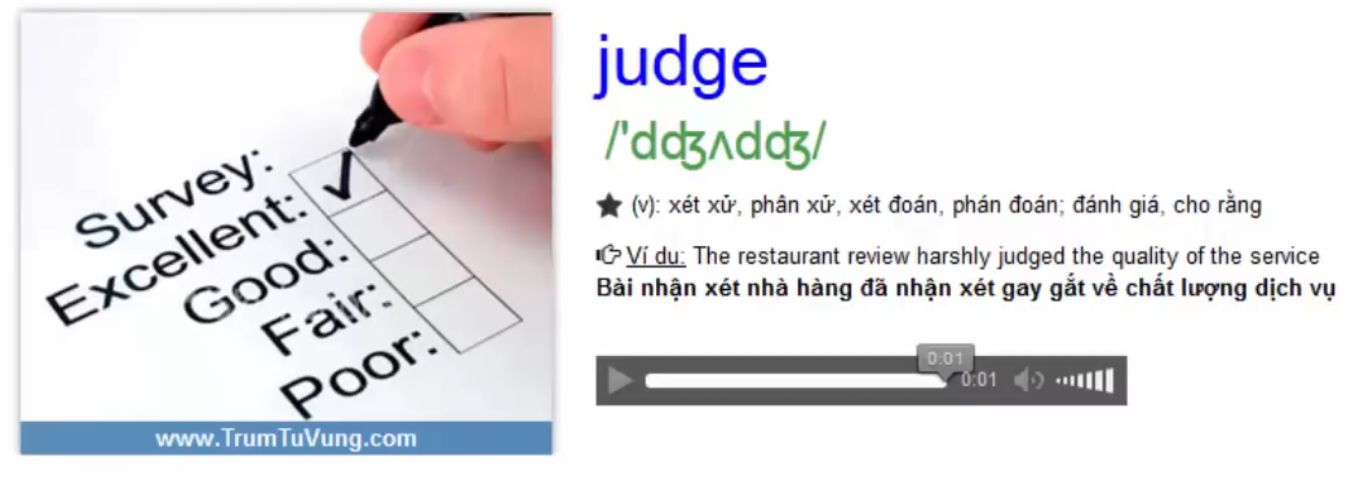 Survey:
Excellent:
Good:
Fair:
Poor:
www.TrumTuVung.com
judge
/'dʤʌdʤ/
★ (v): xét xử, phân xử, xét đoán, phán đoán; đánh giá, cho rằng
Ví du: The restaurant review harshly judged the quality of the service
Bài nhận xét nhà hàng đã nhận xét gay gắt về chất lượng dịch vụ
0:01
0:01